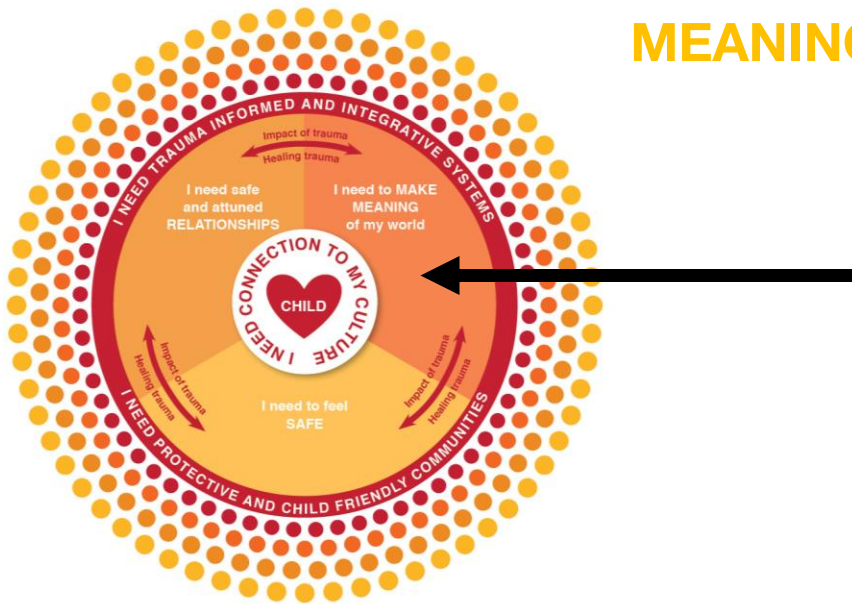 MEANING
I NEED TRAUMA INFORMED AND INTEGRATIVE SYSTEMS
Impact of trauma
Healing trauma
I need safe
and attuned
RELATIONSHIPS
I need to MAKE
MEANING
of my world
I NEED CONNECTION TO MY CULTURE
CHILD
Impact of trauma
Healing trauma
Impact of trauma
Healing trauma
I need to feel
SAFE
I NEED PROTECTIVE AND CHILD FRIENDLY COMMUNITIES